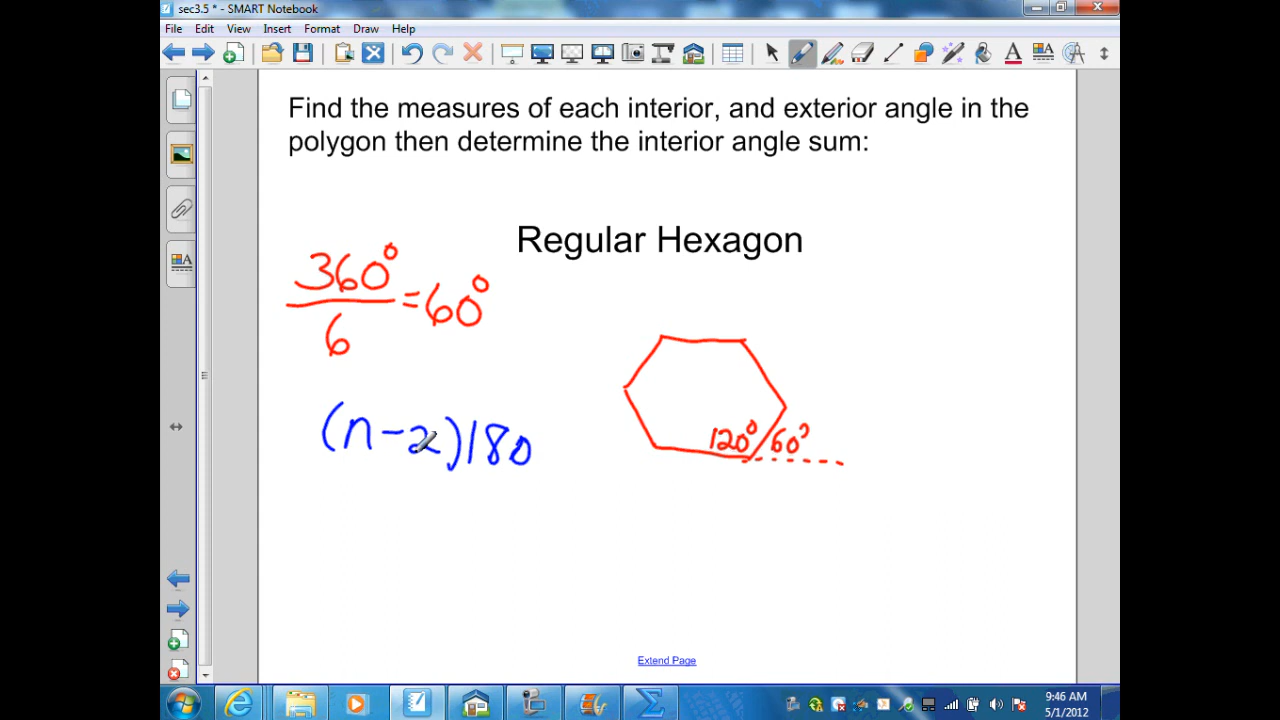 sec3.5 * - SMART Notebook
File Edit View Insert Format Draw Help
Find the measures of each interior, and exterior angle in the
polygon then determine the interior angle sum:
Regular Hexagon
360°
6
=60°
(n-2)180
120° 60°
Extend Page
9:46 AM
5/1/2012